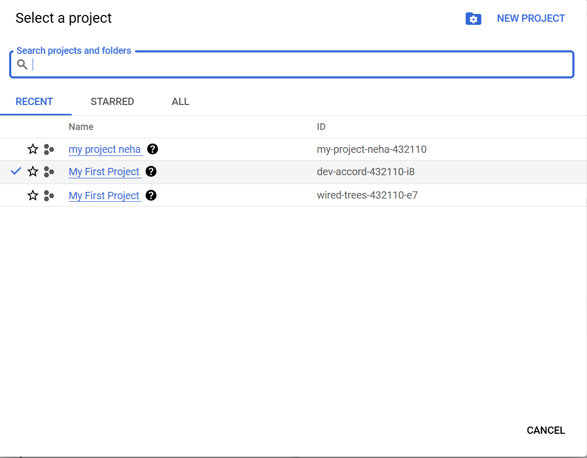 Select a project
NEW PROJECT
Search projects and folders
RECENT STARRED ALL
Name ID
my project neha ? my-project-neha-432110
My First Project ? dev-accord-432110-i8
My First Project ? wired-trees-432110-e7
CANCEL